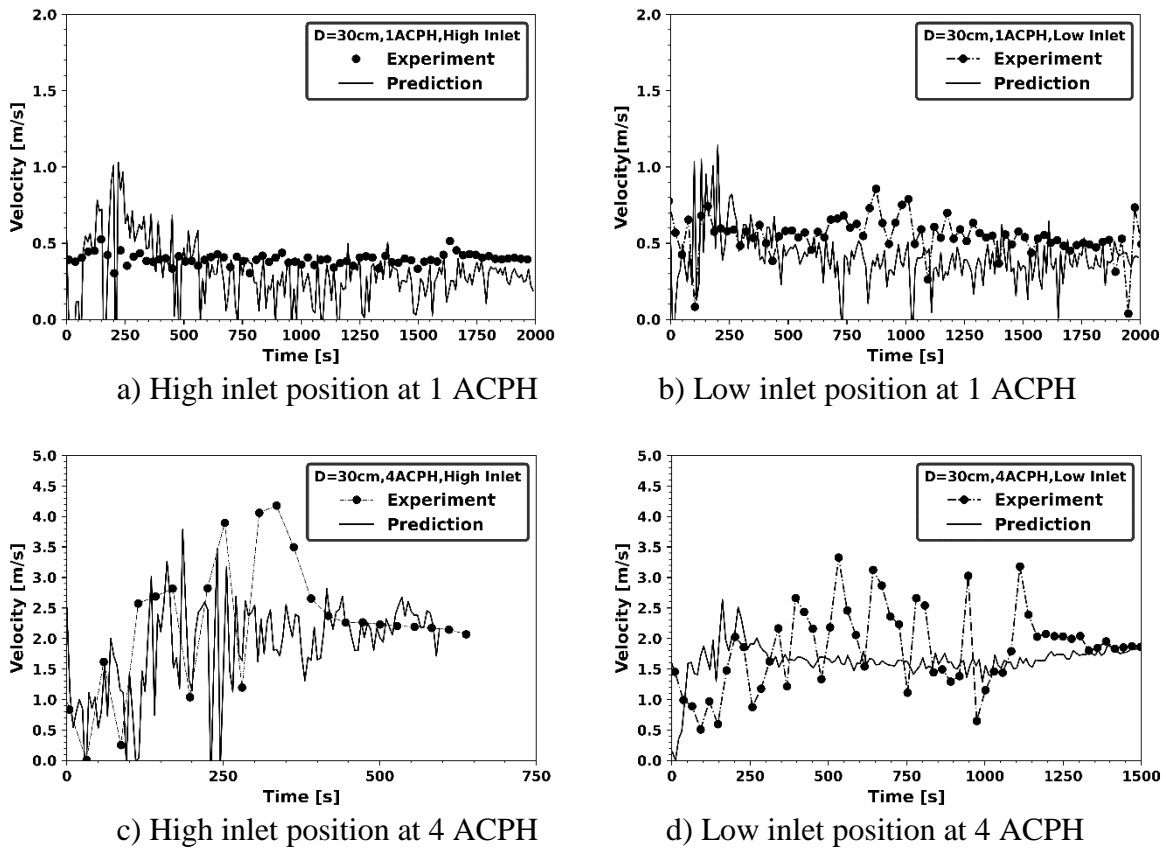 2.0
1.5
1.0
0.5
0.0
Velocity [m/s]
D=30cm,1ACPH,High Inlet
Experiment
Prediction
0 250 500 750 1000 1250 1500 1750 2000
Time [s]
a) High inlet position at 1 ACPH
2.0
1.5
1.0
0.5
0.0
Velocity[m/s]
D=30cm,1ACPH,Low Inlet
Experiment
Prediction
0 250 500 750 1000 1250 1500 1750 2000
Time [s]
b) Low inlet position at 1 ACPH
5.0
4.5
4.0
3.5
3.0
2.5
2.0
1.5
1.0
0.5
0.0
Velocity [m/s]
D=30cm,4ACPH,High Inlet
Experiment
Prediction
0 250 500 750
Time [s]
c) High inlet position at 4 ACPH
5.0
4.5
4.0
3.5
3.0
2.5
2.0
1.5
1.0
0.5
0.0
Velocity [m/s]
D=30cm,4ACPH,Low Inlet
Experiment
Prediction
0 250 500 750 1000 1250 1500
Time [s]
d) Low inlet position at 4 ACPH